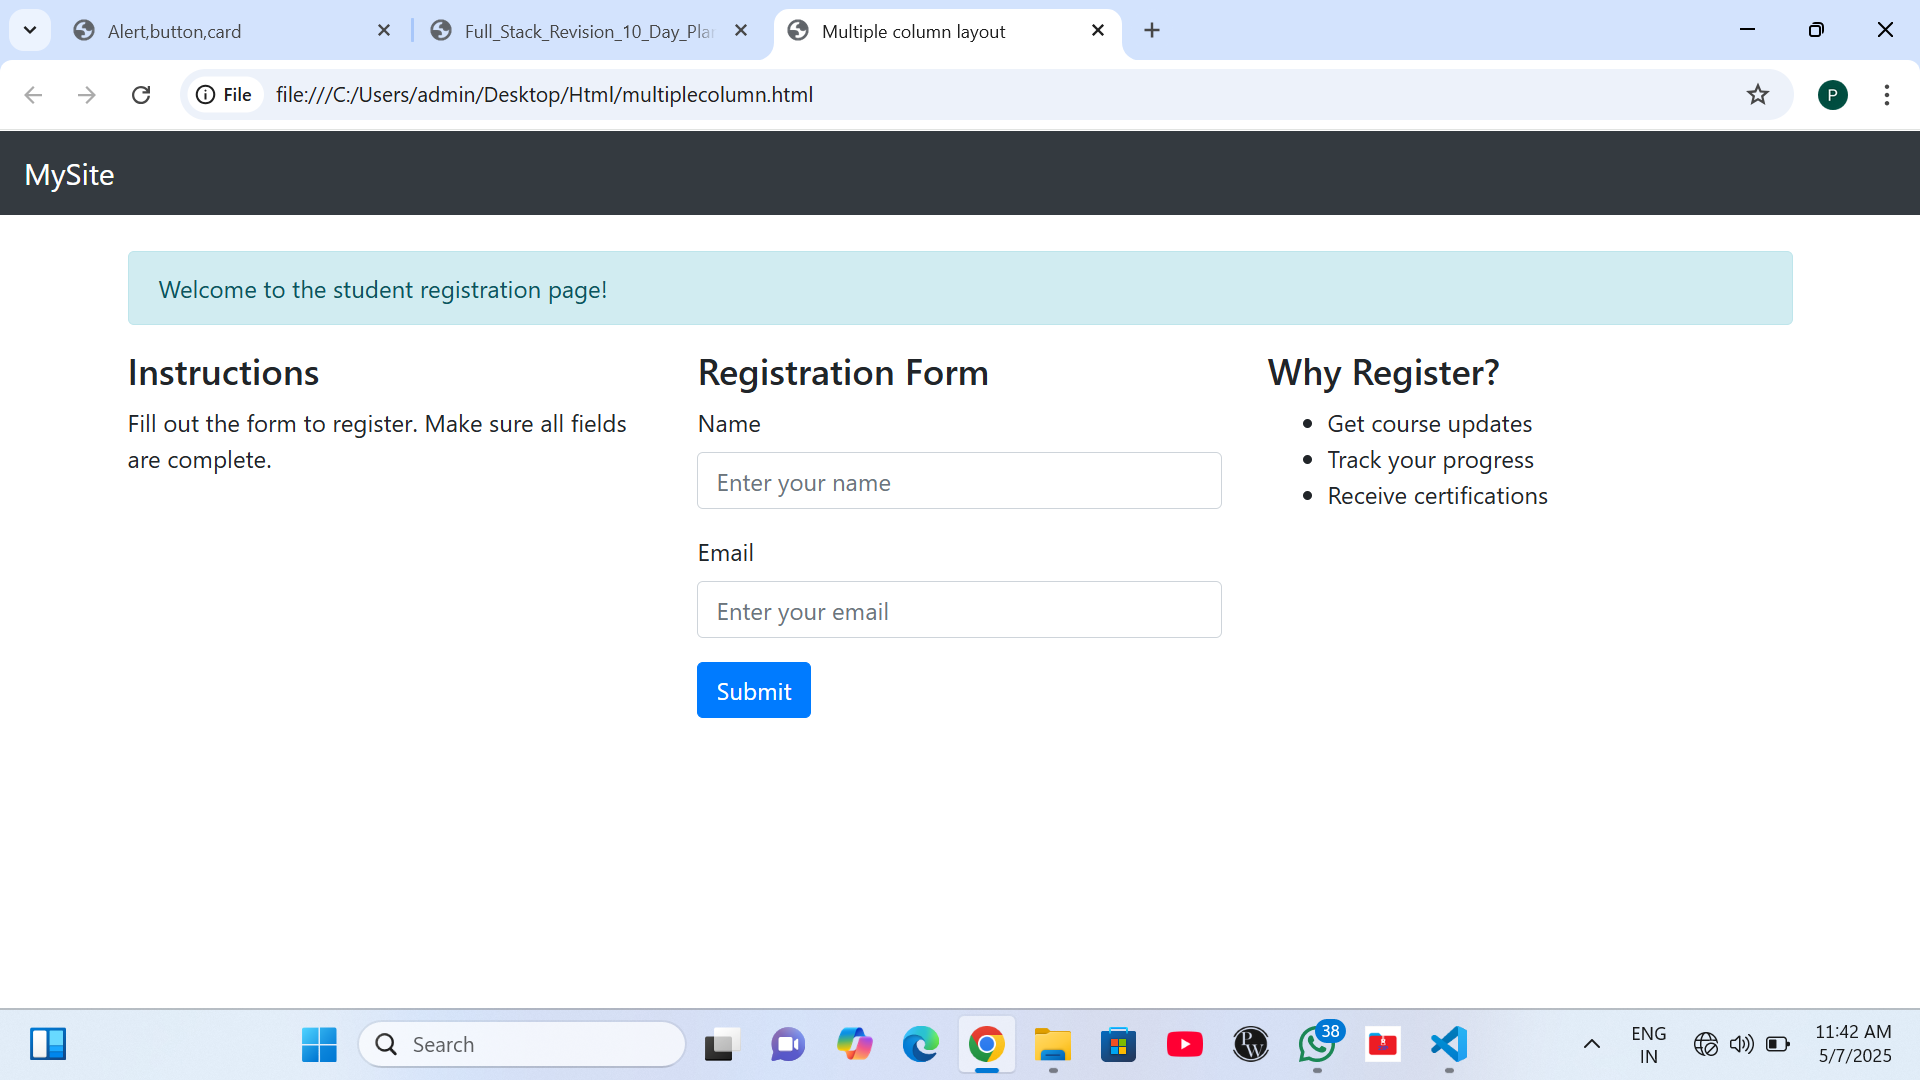 Alert,button,card
Full_Stack_Revision_10_Day_Plan
Multiple column layout
File
file:///C:/Users/admin/Desktop/Html/multiplecolumn.html
P
MySite
Welcome to the student registration page!
Instructions
Fill out the form to register. Make sure all fields
are complete.
Registration Form
Name
Enter your name
Email
Enter your email
Submit
Why Register?
• Get course updates
• Track your progress
• Receive certifications
Search
PW
38
ENG
IN
11:42 AM
5/7/2025